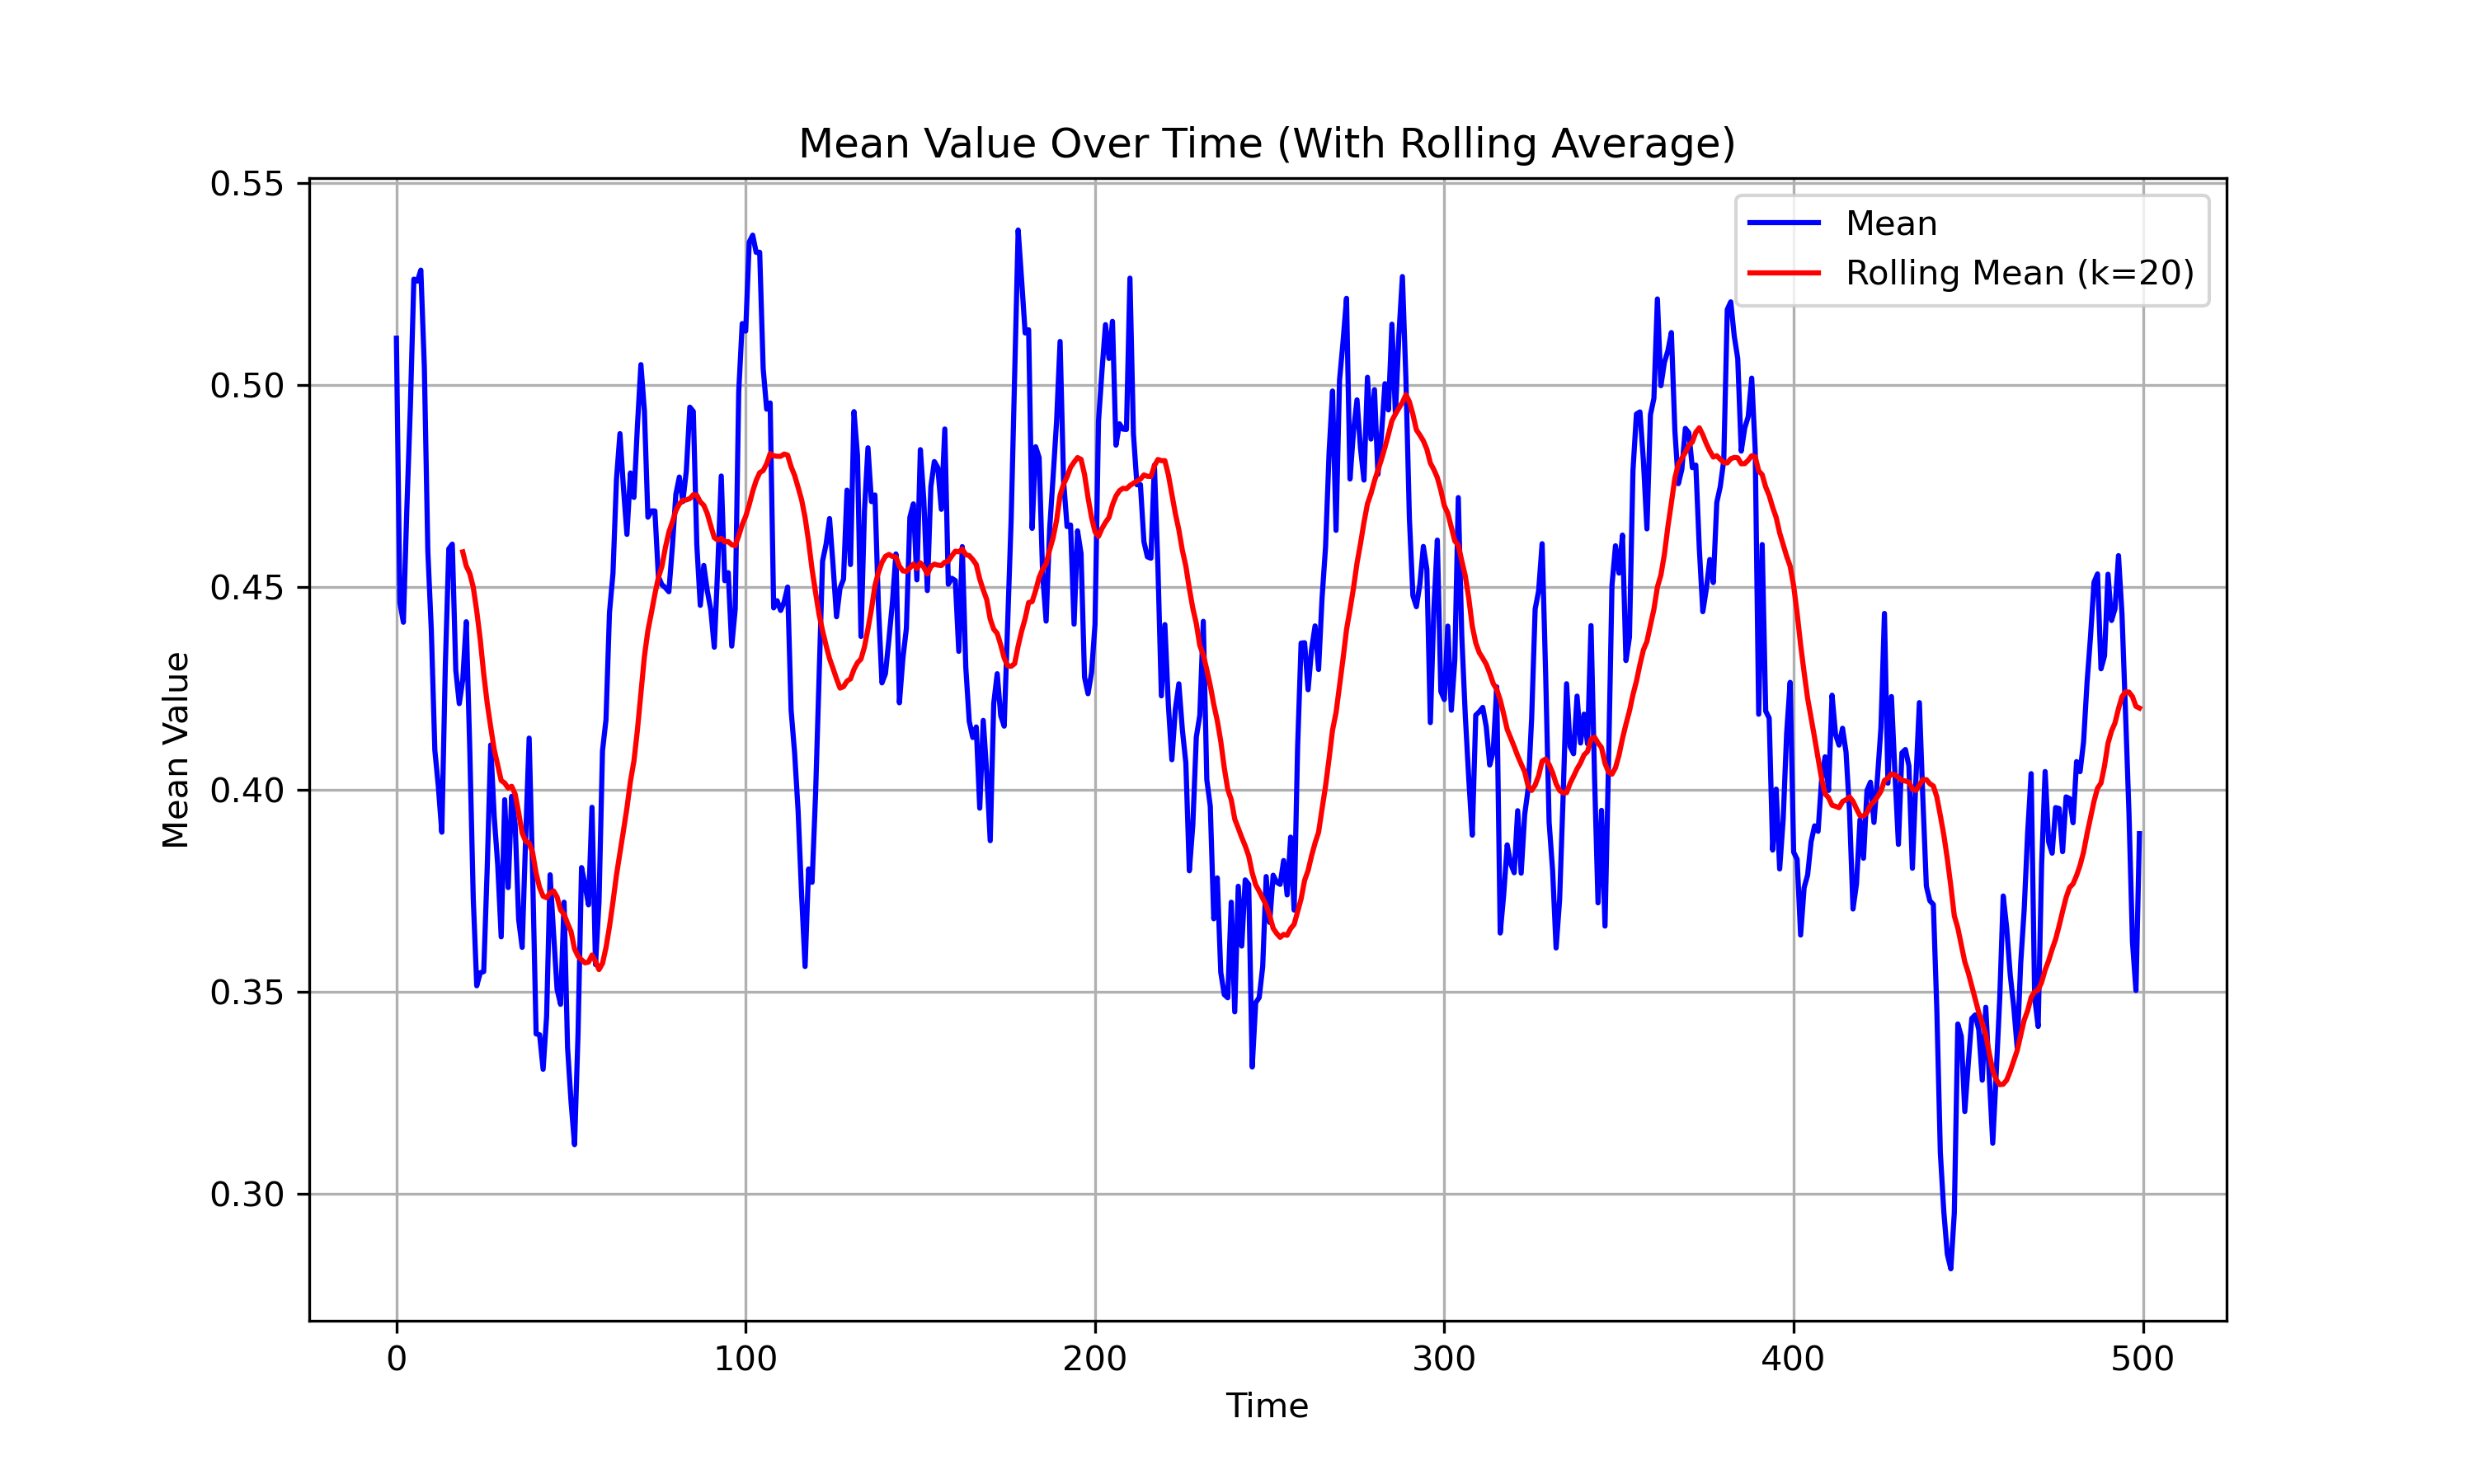 Mean Value Over Time (With Rolling Average)
Mean
Rolling Mean (k=20)
Mean Value
0.55
0.50
0.45
0.40
0.35
0.30
0 100 200 300 400 500
Time